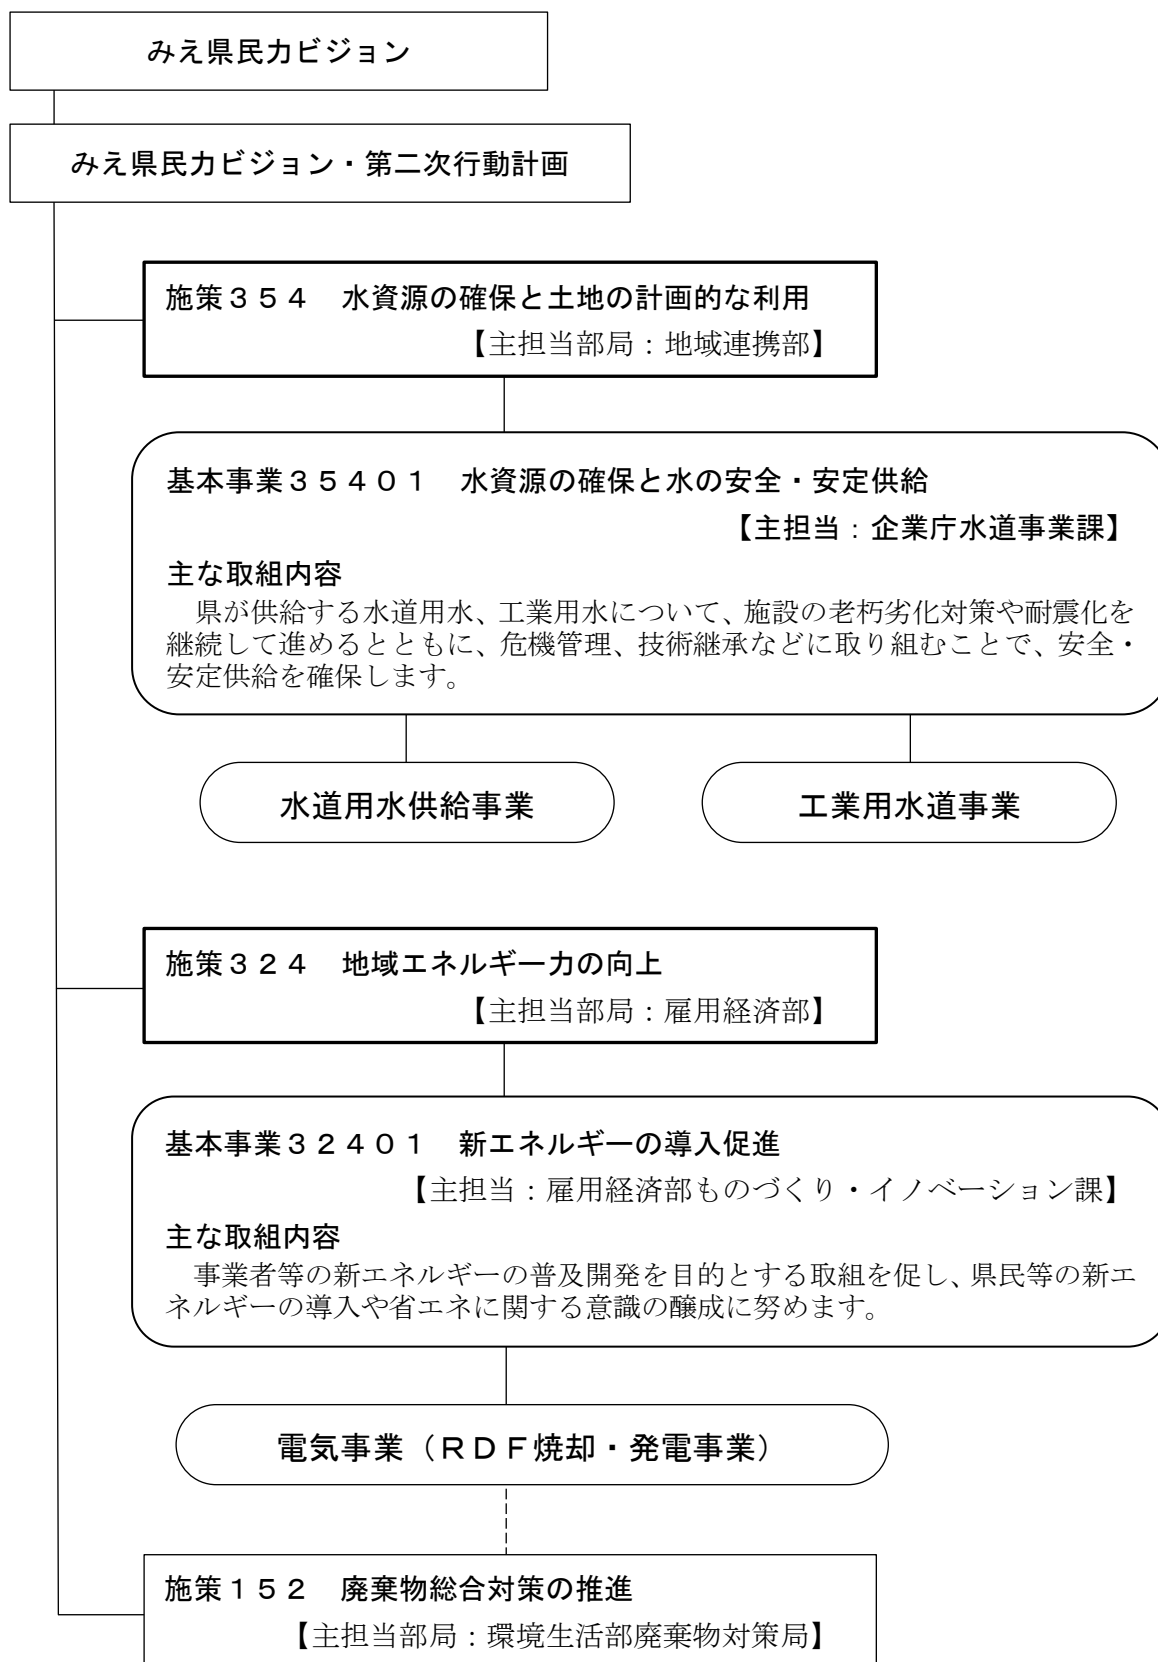 みえ県民力ビジョン
みえ県民力ビジョン・第二次行動計画
施策３５４　水資源の確保と土地の計画的な利用
【主担当部局：地域連携部】
基本事業３５４０１　水資源の確保と水の安全・安定供給
【主担当：企業庁水道事業課】
主な取組内容
　県が供給する水道用水、工業用水について、施設の老朽劣化対策や耐震化を
継続して進めるとともに、危機管理、技術継承などに取り組むことで、安全・
安定供給を確保します。
水道用水供給事業
工業用水道事業
施策３２４　地域エネルギー力の向上
【主担当部局：雇用経済部】
基本事業３２４０１　新エネルギーの導入促進
【主担当：雇用経済部ものづくり・イノベーション課】
主な取組内容
　事業者等の新エネルギーの普及開発を目的とする取組を促し、県民等の新エ
ネルギーの導入や省エネに関する意識の醸成に努めます。
電気事業（ＲＤＦ焼却・発電事業）
施策１５２　廃棄物総合対策の推進
【主担当部局：環境生活部廃棄物対策局】